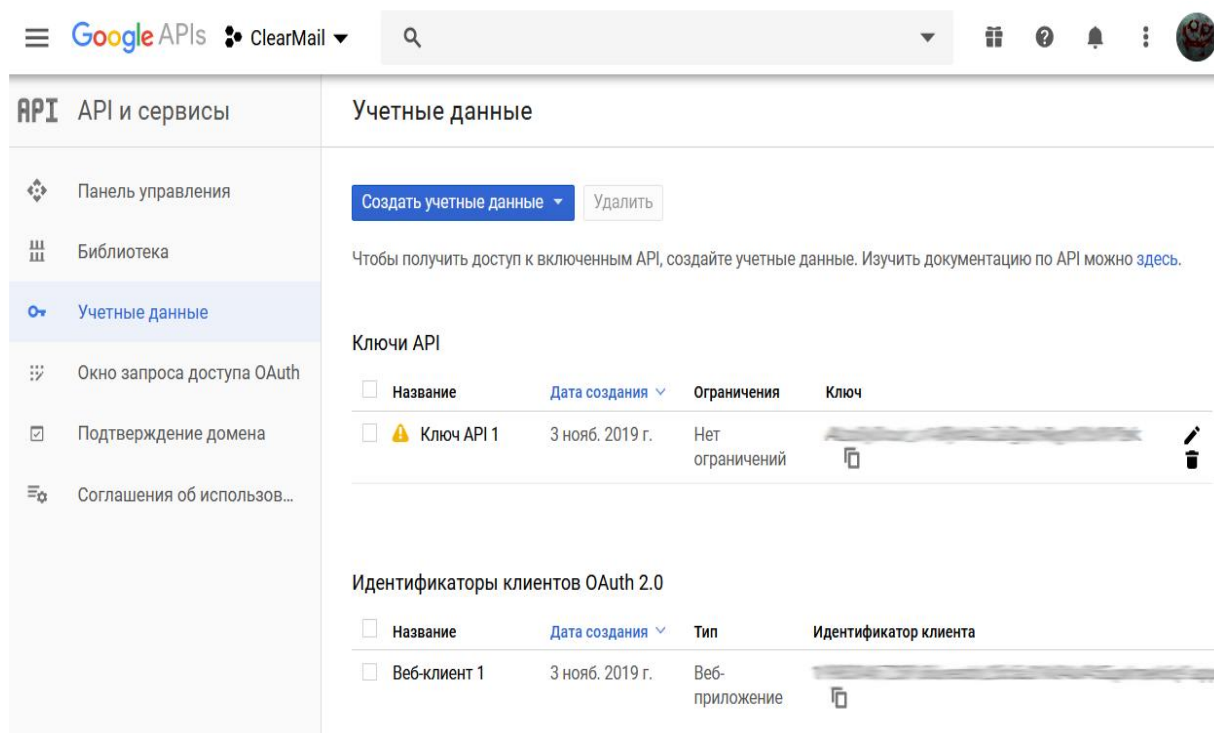 Google APIs ClearMail
API API и сервисы
Учетные данные
Панель управления
Библиотека
Учетные данные
Окно запроса доступа OAuth
Подтверждение домена
Соглашения об использов...
Создать учетные данные Удалить
Чтобы получить доступ к включенным API, создайте учетные данные. Изучить документацию по API можно здесь.
Ключи API
Название Дата создания Ограничения Ключ
Ключ API 1 3 нояб. 2019 г. Нет
ограничений
Идентификаторы клиентов OAuth 2.0
Название Дата создания Тип Идентификатор клиента
Веб-клиент 1 3 нояб. 2019 г. Веб-
приложение